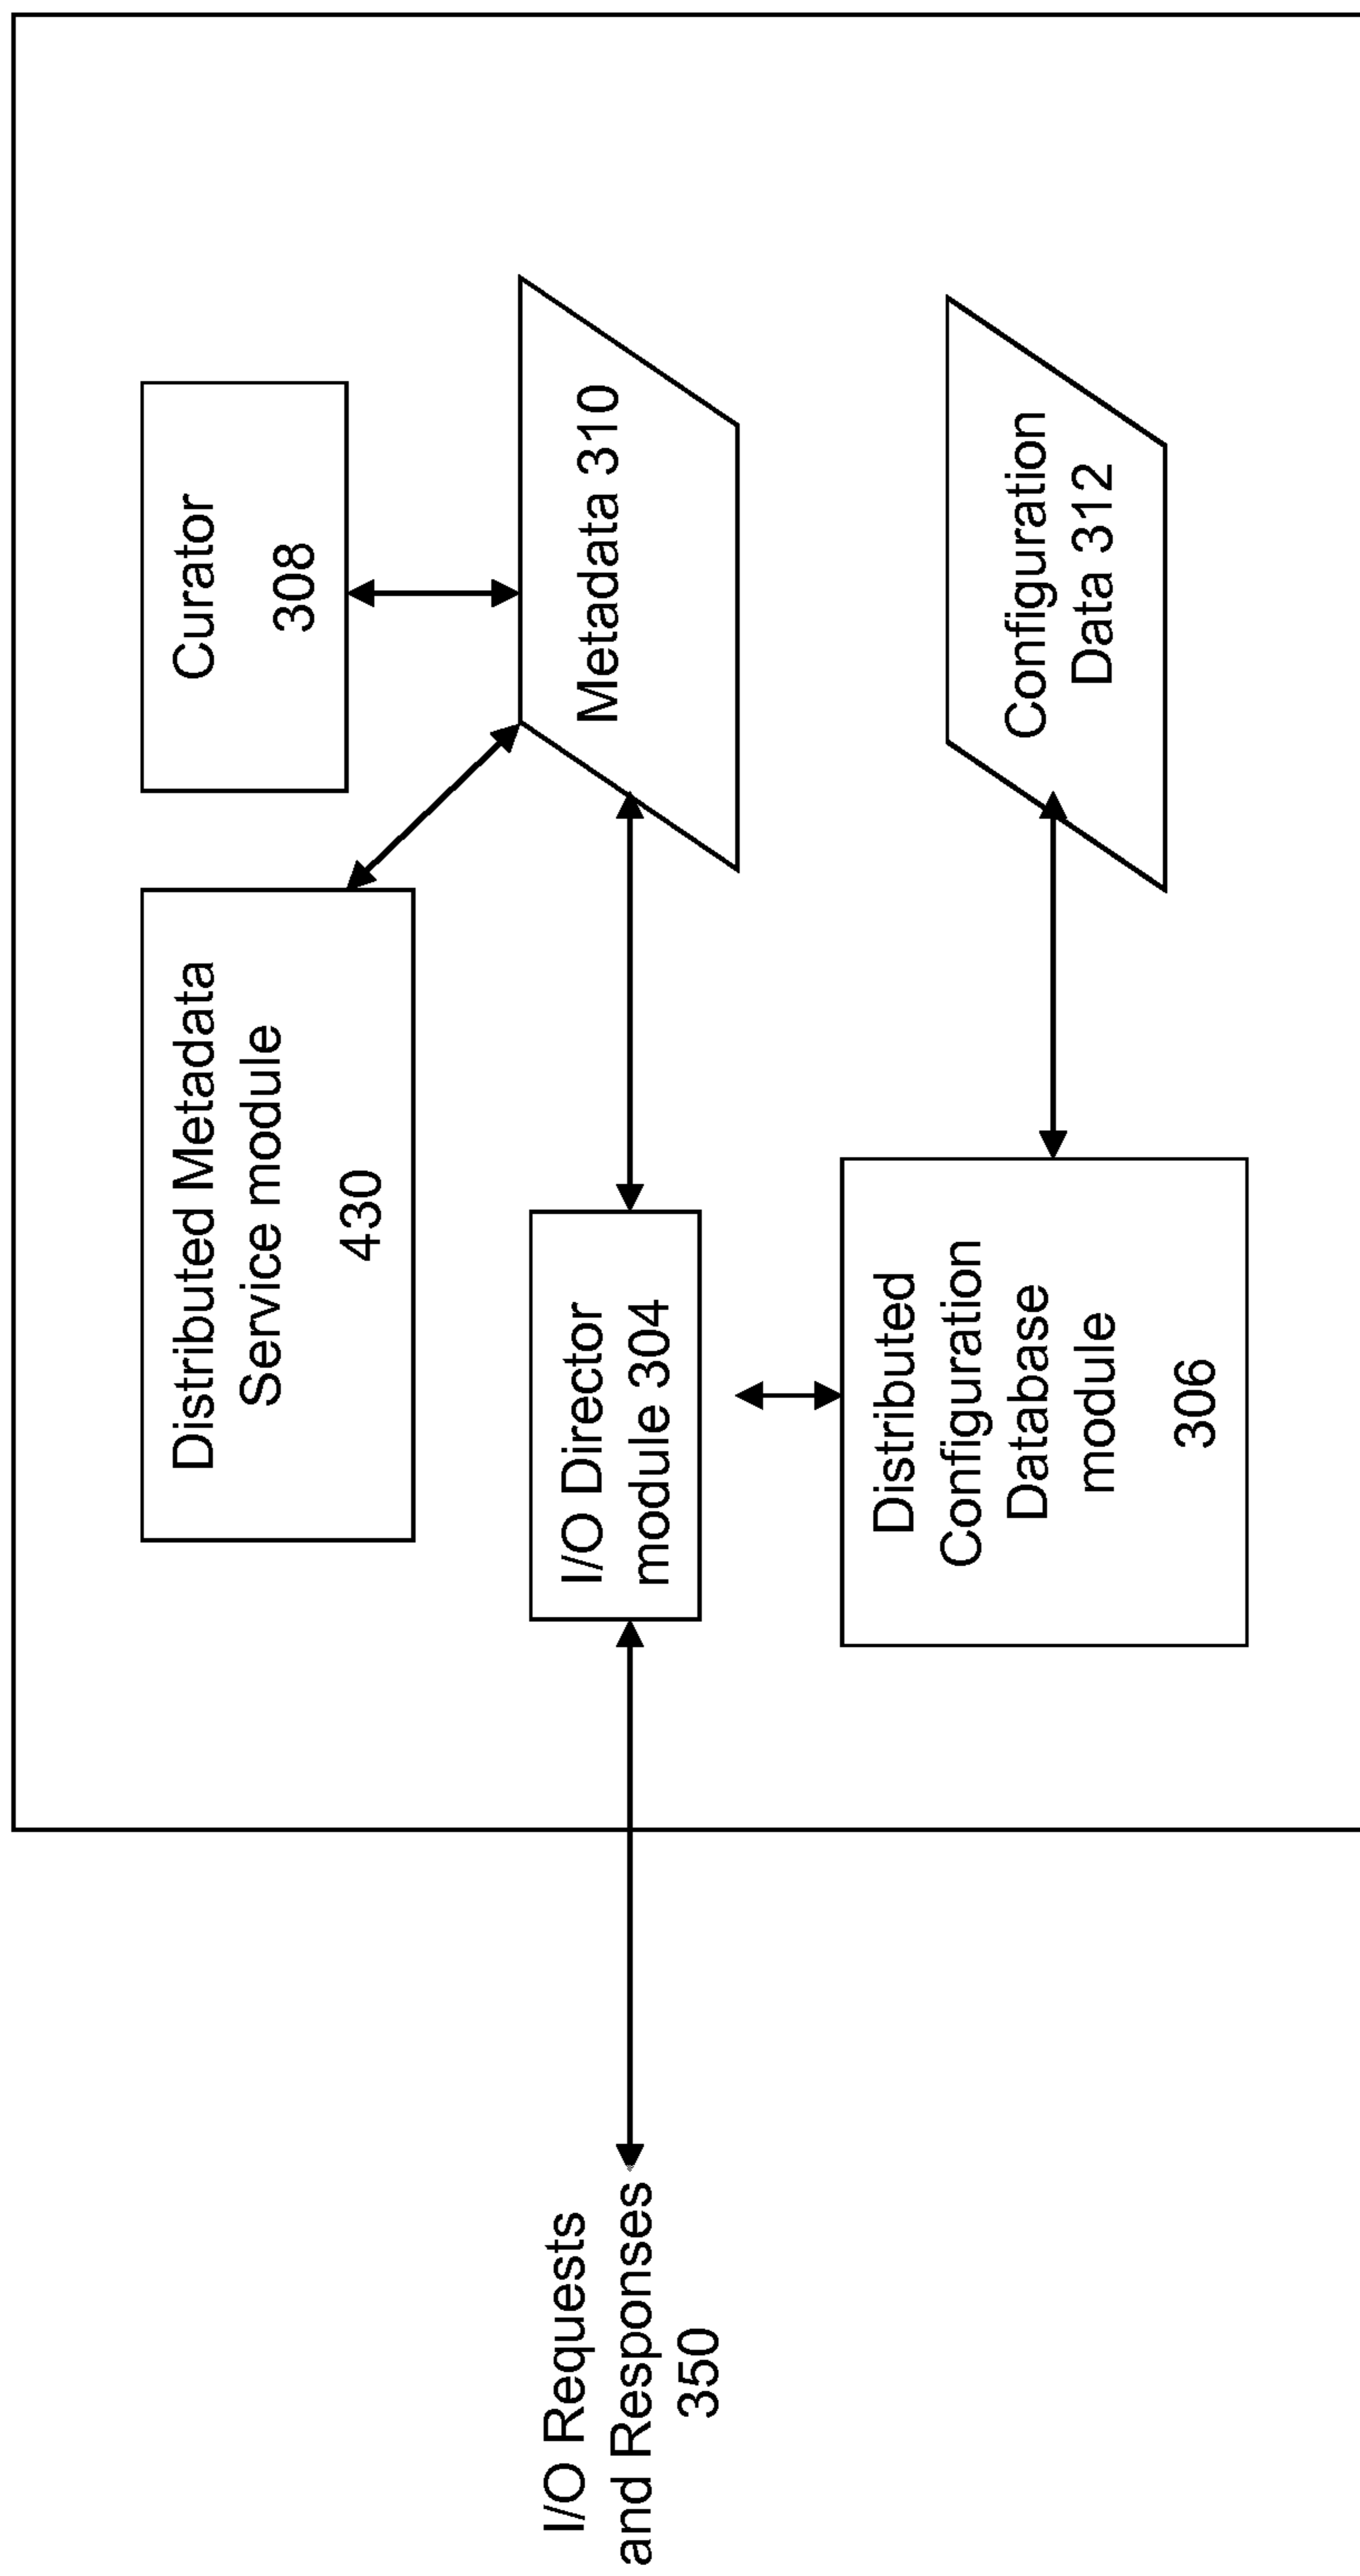 Distributed Metadata
Service module
430
Curator
308
I/O Requests
and Responses
350
I/O Director
module 304
Metadata 310
Distributed
Configuration
Database
module
306
Configuration
Data 312